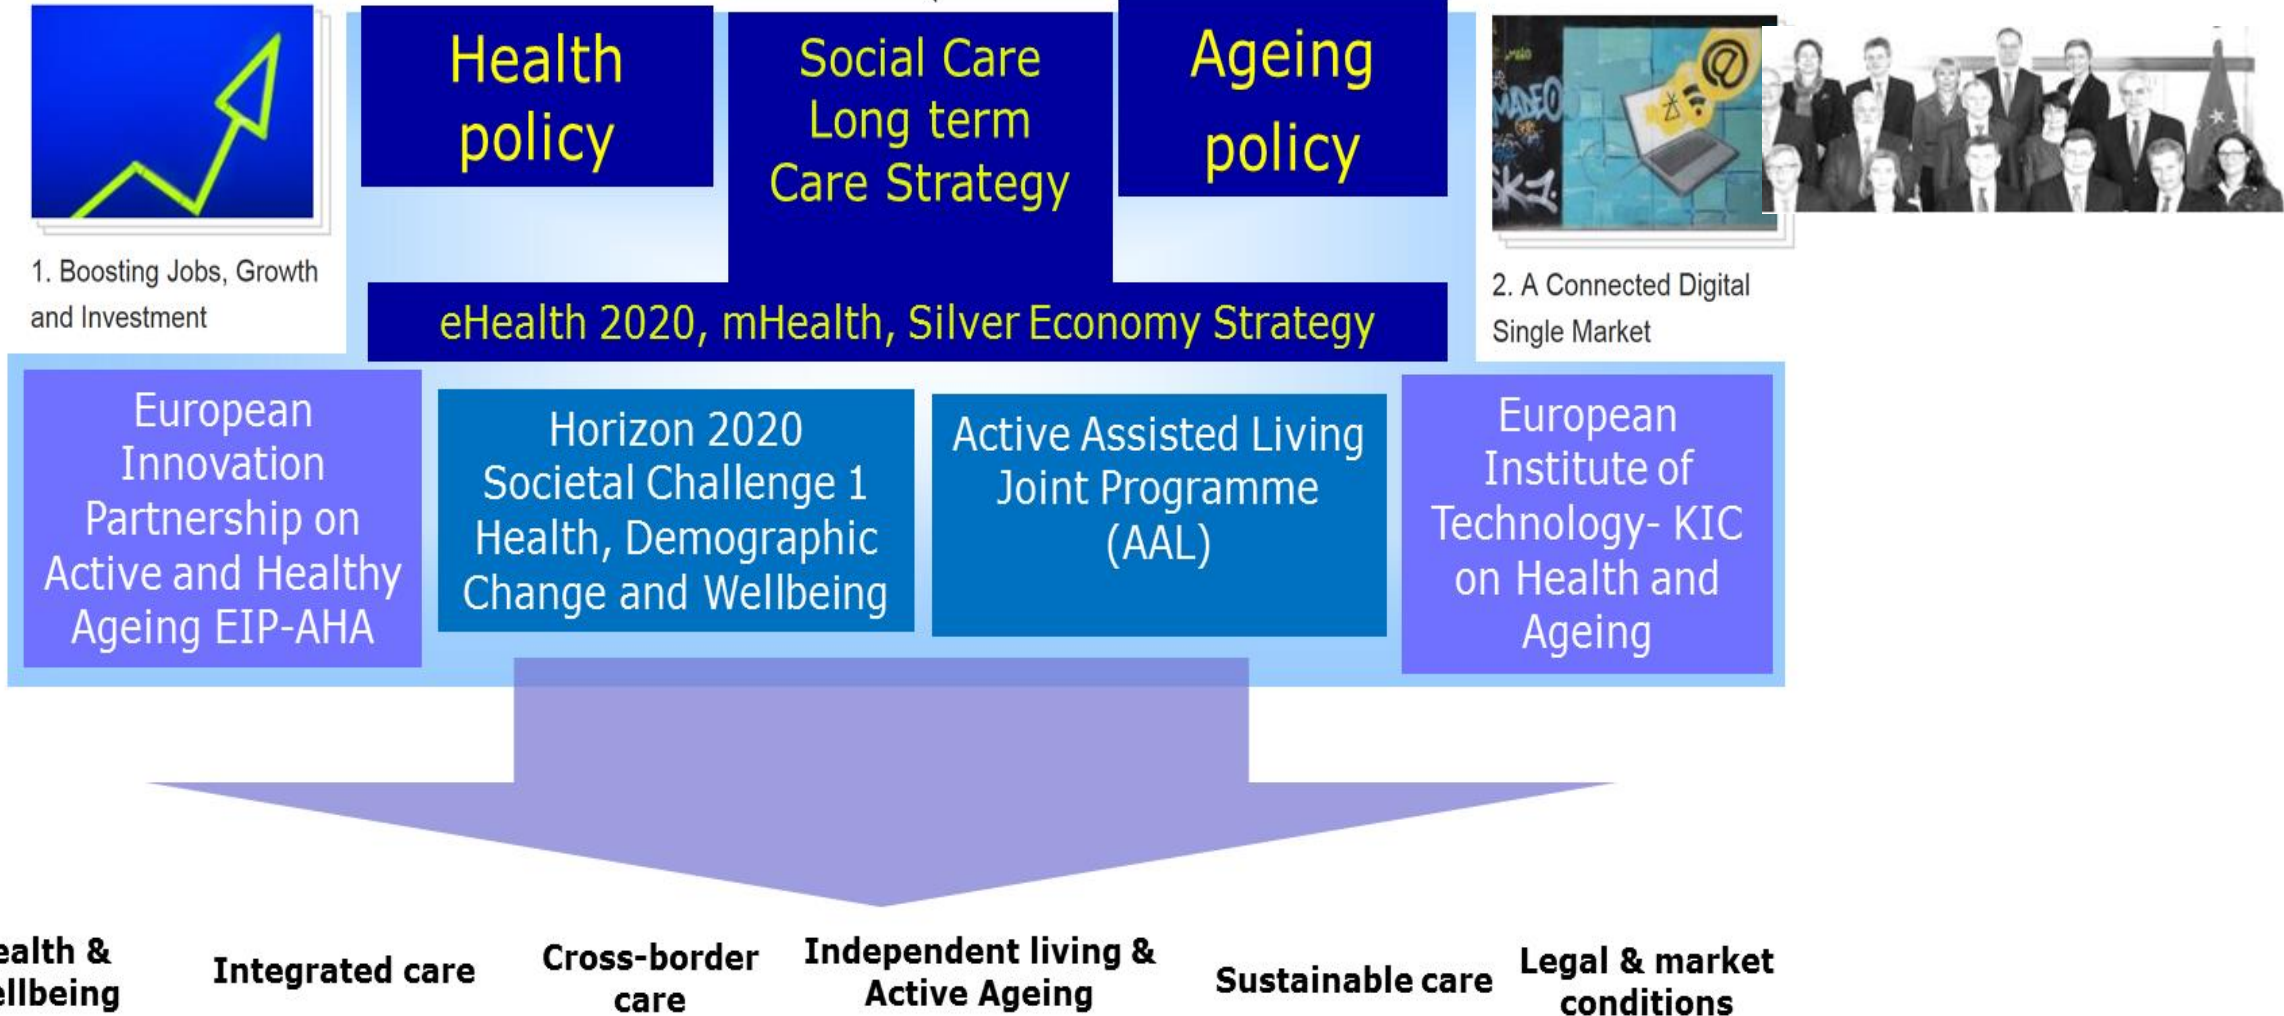 Health
policy
Social Care
Long term
Care Strategy
Ageing
policy
1. Boosting Jobs, Growth
and Investment
2. A Connected Digital
Single Market
eHealth 2020, mHealth, Silver Economy Strategy
European
Innovation
Partnership on
Active and Healthy
Ageing EIP-AHA
Horizon 2020
Societal Challenge 1
Health, Demographic
Change and Wellbeing
Active Assisted Living
Joint Programme
(AAL)
European
Institute of
Technology- KIC
on Health and
Ageing
ealth &
ellbeing
Integrated care
Cross-border
care
Independent living &
Active Ageing
Sustainable care
Legal & market
conditions